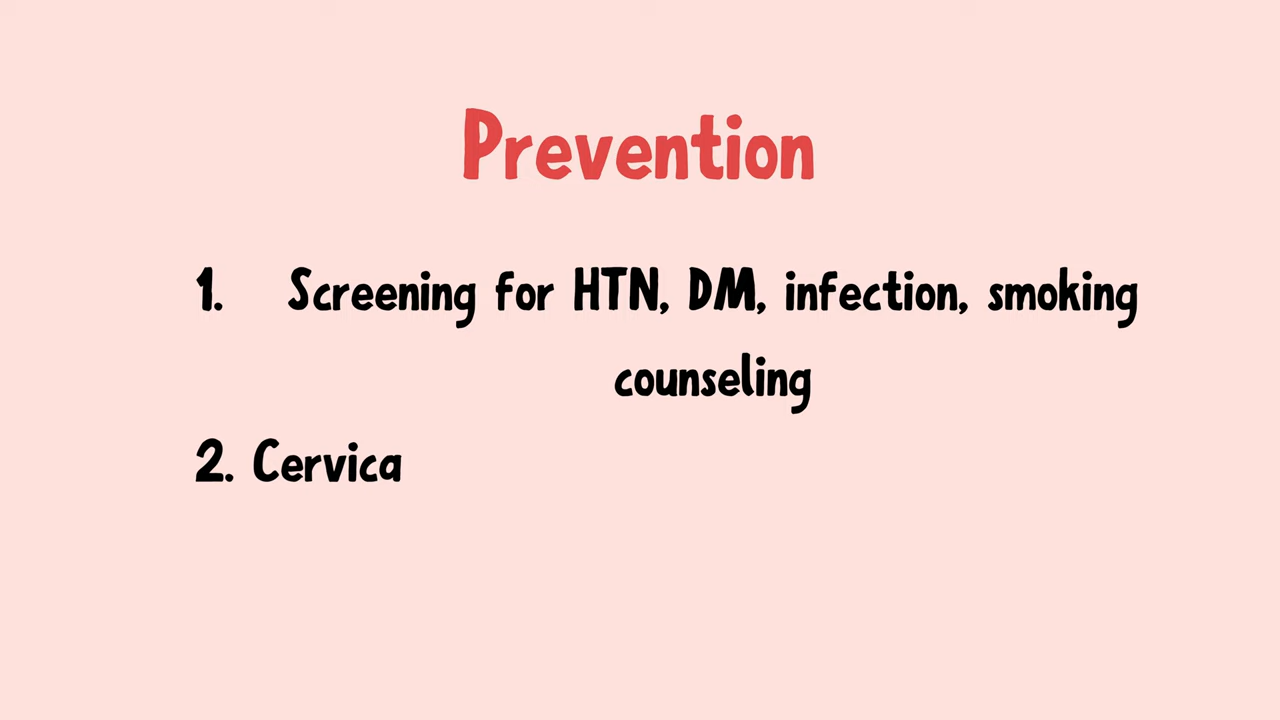 Prevention
1. Screening for HTN, DM, infection, smoking
counseling
2. Cervica